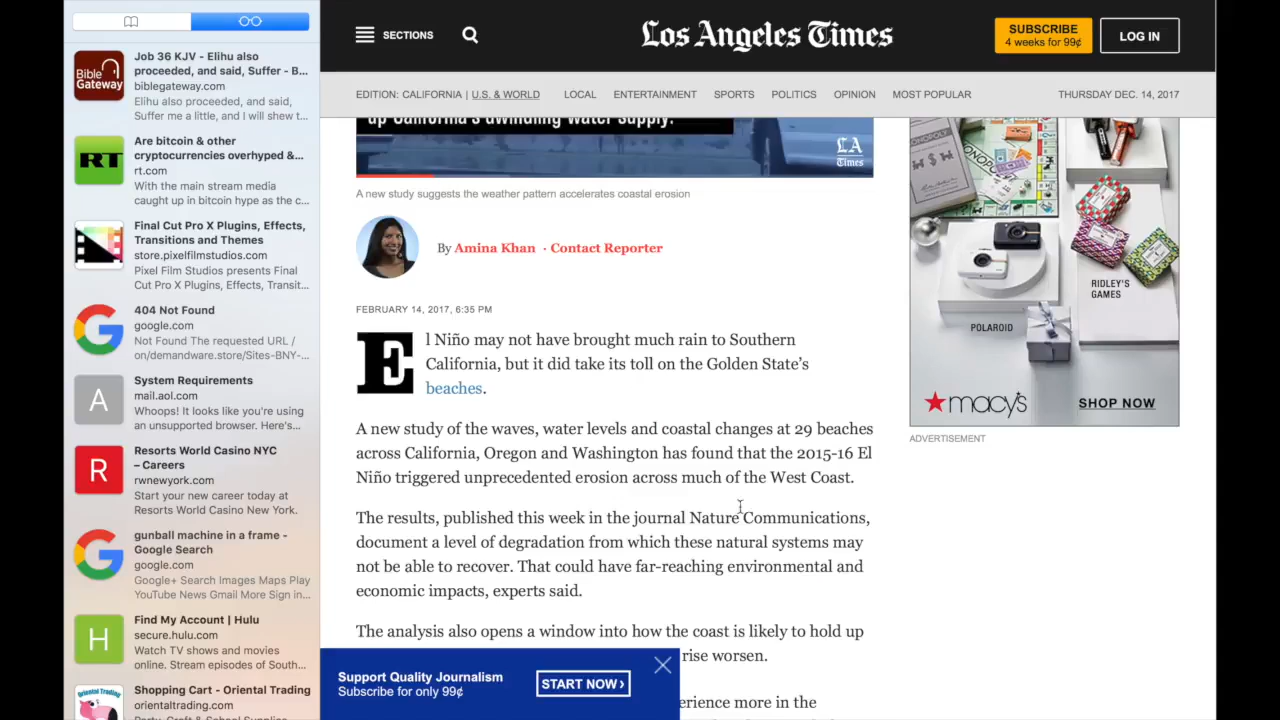 Job 36 KJV - Elihu also
proceeded, and said, Suffer - B...
biblegateway.com
Elihu also proceeded, and said,
Suffer me a little, and I will shew t...
Bible
Gateway
Are bitcoin & other
cryptocurrencies overhyped &...
rt.com
With the main stream media
caught up in bitcoin hype as the c...
RT
Final Cut Pro X Plugins, Effects,
Transitions and Themes
store.pixelfilmstudios.com
Pixel Film Studios presents Final
Cut Pro X Plugins, Effects, Transit...
404 Not Found
google.com
Not Found The requested URL /
on/demandware.store/Sites-BNY-...
G
System Requirements
mail.aol.com
Whoops! It looks like you're using
an unsupported browser. Here's...
A
Resorts World Casino NYC
– Careers
rwnewyork.com
Start your new career today at
Resorts World Casino New York.
R
gunball machine in a frame -
Google Search
google.com
Google+ Search Images Maps Play
YouTube News Gmail More Sign in...
G
Find My Account | Hulu
secure.hulu.com
Watch TV shows and movies
online. Stream episodes of South...
H
Shopping Cart - Oriental Trading
orientaltrading.com
Oriental Trading
SECTIONS
Los Angeles Times
SUBSCRIBE
4 weeks for 99¢
LOG IN
EDITION: CALIFORNIA | U.S. & WORLD LOCAL ENTERTAINMENT SPORTS POLITICS OPINION MOST POPULAR THURSDAY DEC. 14, 2017
up California's dwindling water supply.
LA
Times
A new study suggests the weather pattern accelerates coastal erosion
By Amina Khan · Contact Reporter
FEBRUARY 14, 2017, 6:35 PM
El Niño may not have brought much rain to Southern
California, but it did take its toll on the Golden State's
beaches.
A new study of the waves, water levels and coastal changes at 29 beaches
across California, Oregon and Washington has found that the 2015-16 El
Niño triggered unprecedented erosion across much of the West Coast.
The results, published this week in the journal Nature Communications,
document a level of degradation from which these natural systems may
not be able to recover. That could have far-reaching environmental and
economic impacts, experts said.
The analysis also opens a window into how the coast is likely to hold up
rise worsen.
erience more in the
Support Quality Journalism
Subscribe for only 99¢
START NOW ›
MONOPOLY
RIDLEY'S
GAMES
POLAROID
macy's
SHOP NOW
ADVERTISEMENT